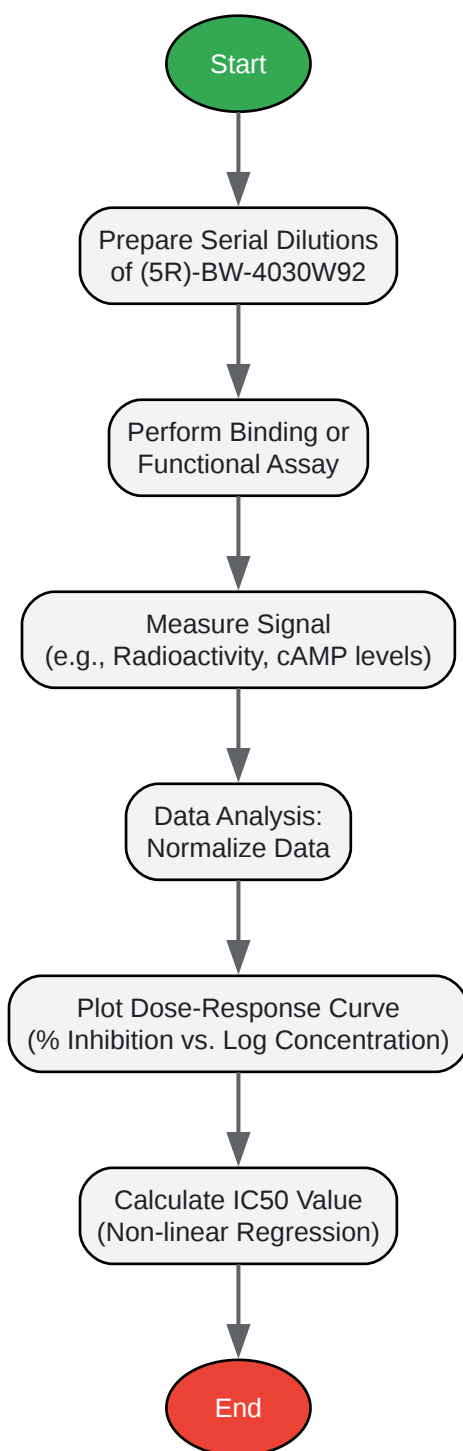 Start
Prepare Serial Dilutions
of (5R)-BW-4030W92
Perform Binding or
Functional Assay
Measure Signal
(e.g., Radioactivity, cAMP levels)
Data Analysis:
Normalize Data
Plot Dose-Response Curve
(% Inhibition vs. Log Concentration)
Calculate IC50 Value
(Non-linear Regression)
End